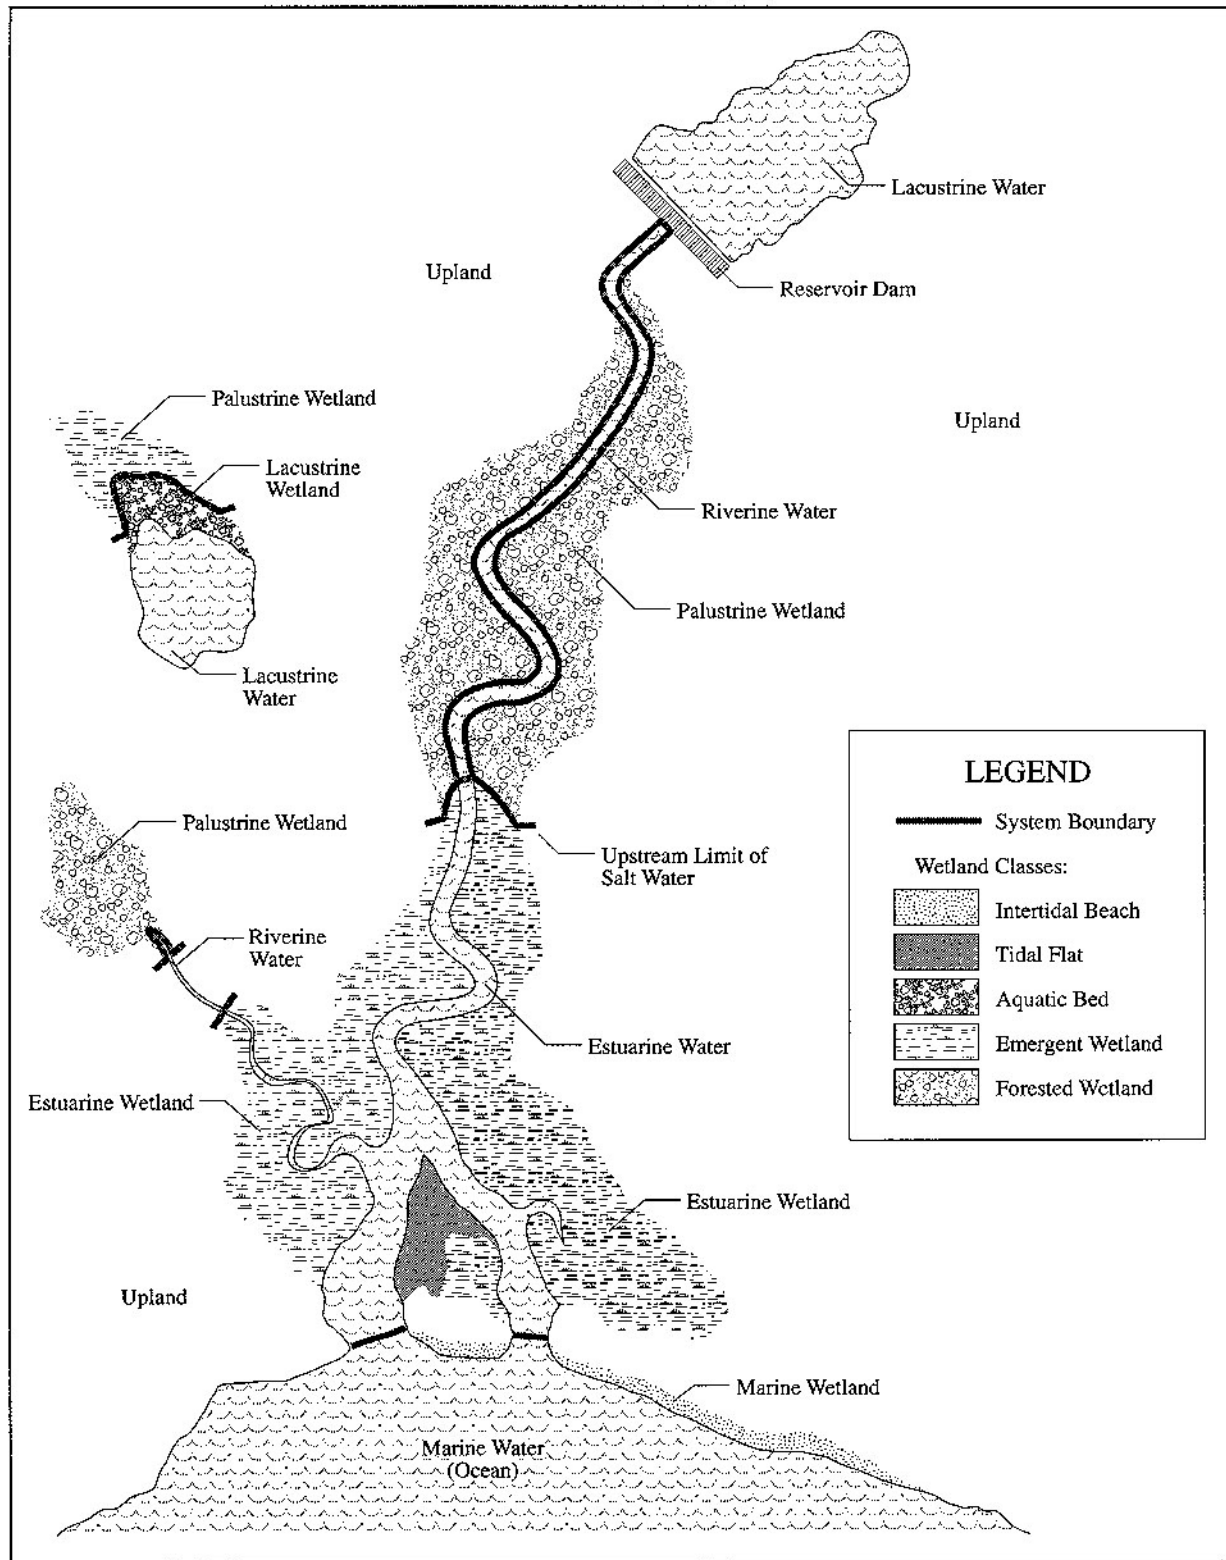 Lacustrine Water
Reservoir Dam
Upland
Palustrine Wetland
Upland
Lacustrine
Wetland
Riverine Water
Palustrine Wetland
Lacustrine
Water
LEGEND
System Boundary
Wetland Classes:
Intertidal Beach
Tidal Flat
Aquatic Bed
Emergent Wetland
Forested Wetland
Palustrine Wetland
Upstream Limit of
Salt Water
Riverine
Water
Estuarine Water
Estuarine Wetland
Estuarine Wetland
Upland
Marine Wetland
Marine Water
(Ocean)